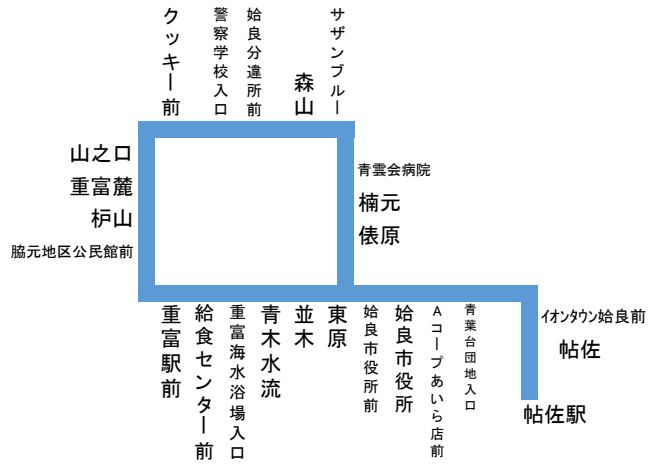 クッキー前
警察学校入口
姶良分遣所前
森山
サザンブルー
山之口
重富麓
枦山
脇元地区公民館前
青雲会病院
楠元
俵原
重富駅前
給食センター前
重富海水浴場入口
青木水流
並木
東原
姶良市役所前
姶良市役所
Aコープあいら店前
青葉台団地入口
イオンタウン姶良前
帖佐
帖佐駅